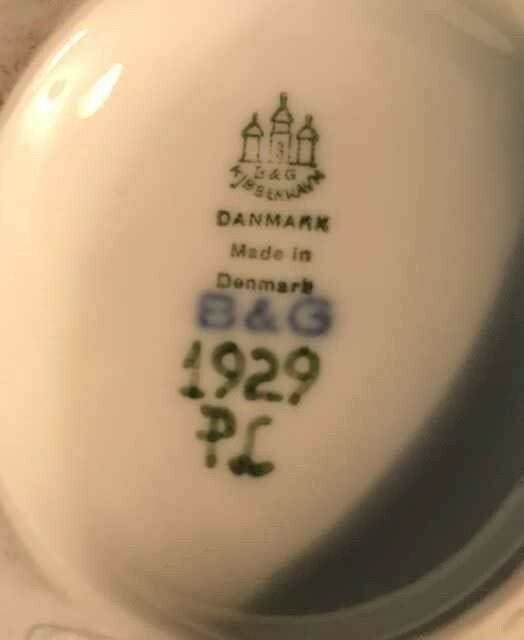 B&G
KJØBENHAVN
DANMARK
Made in
Denmark
B&G
1929
PL